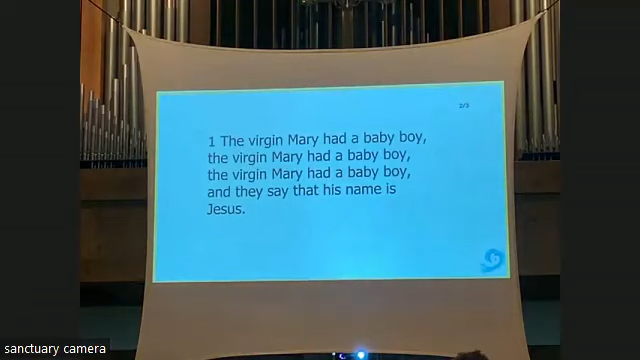 2/3
1 The virgin Mary had a baby boy,
the virgin Mary had a baby boy,
the virgin Mary had a baby boy,
and they say that his name is
Jesus.
sanctuary camera